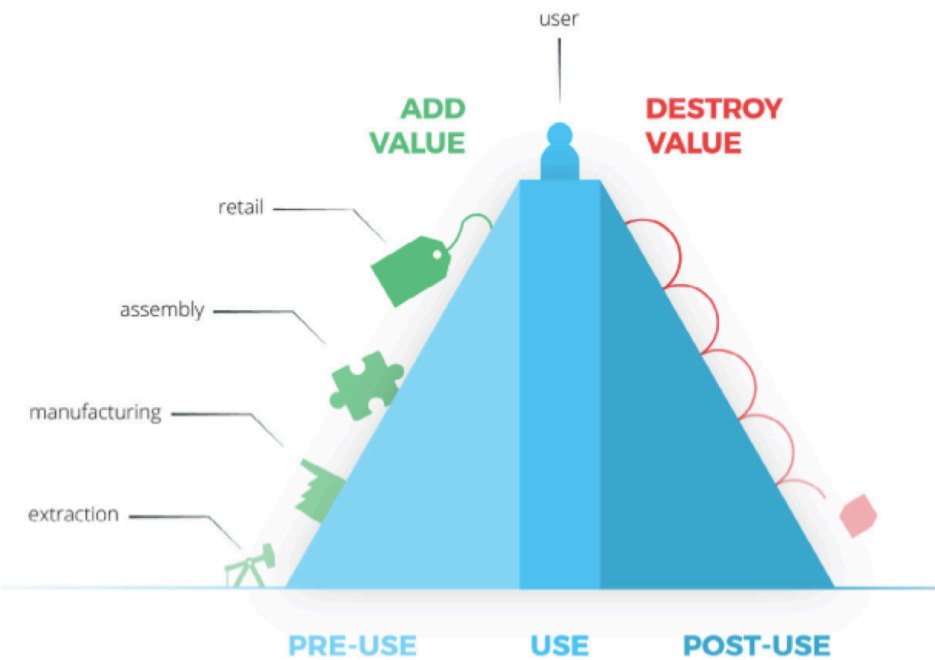 user
ADD
VALUE
DESTROY
VALUE
retail
assembly
manufacturing
extraction
PRE-USE
USE
POST-USE